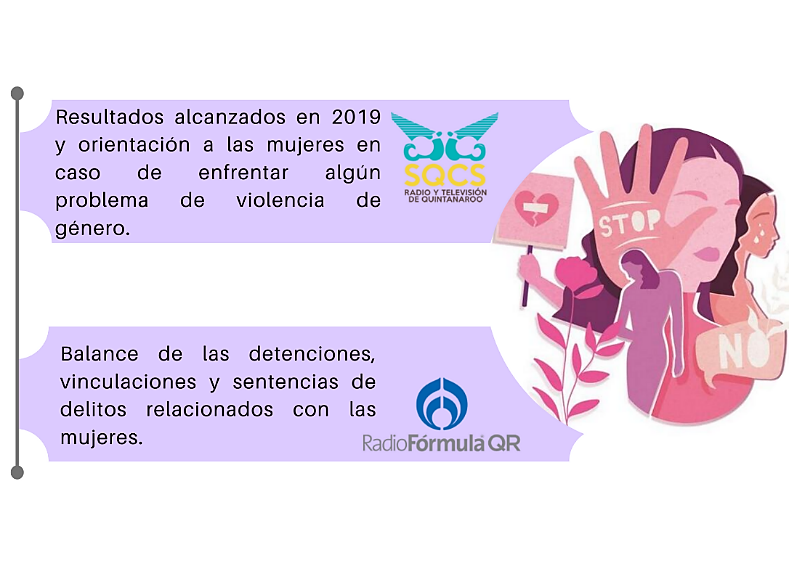 Resultados alcanzados en 2019
y orientación a las mujeres en
caso de enfrentar algún
problema de violencia de
género.
SQCS
RADIO Y TELEVISIÓN
DE QUINTANAROO
STOP
NO
Balance de las detenciones,
vinculaciones y sentencias de
delitos relacionados con las
mujeres.
RadioFórmula QR